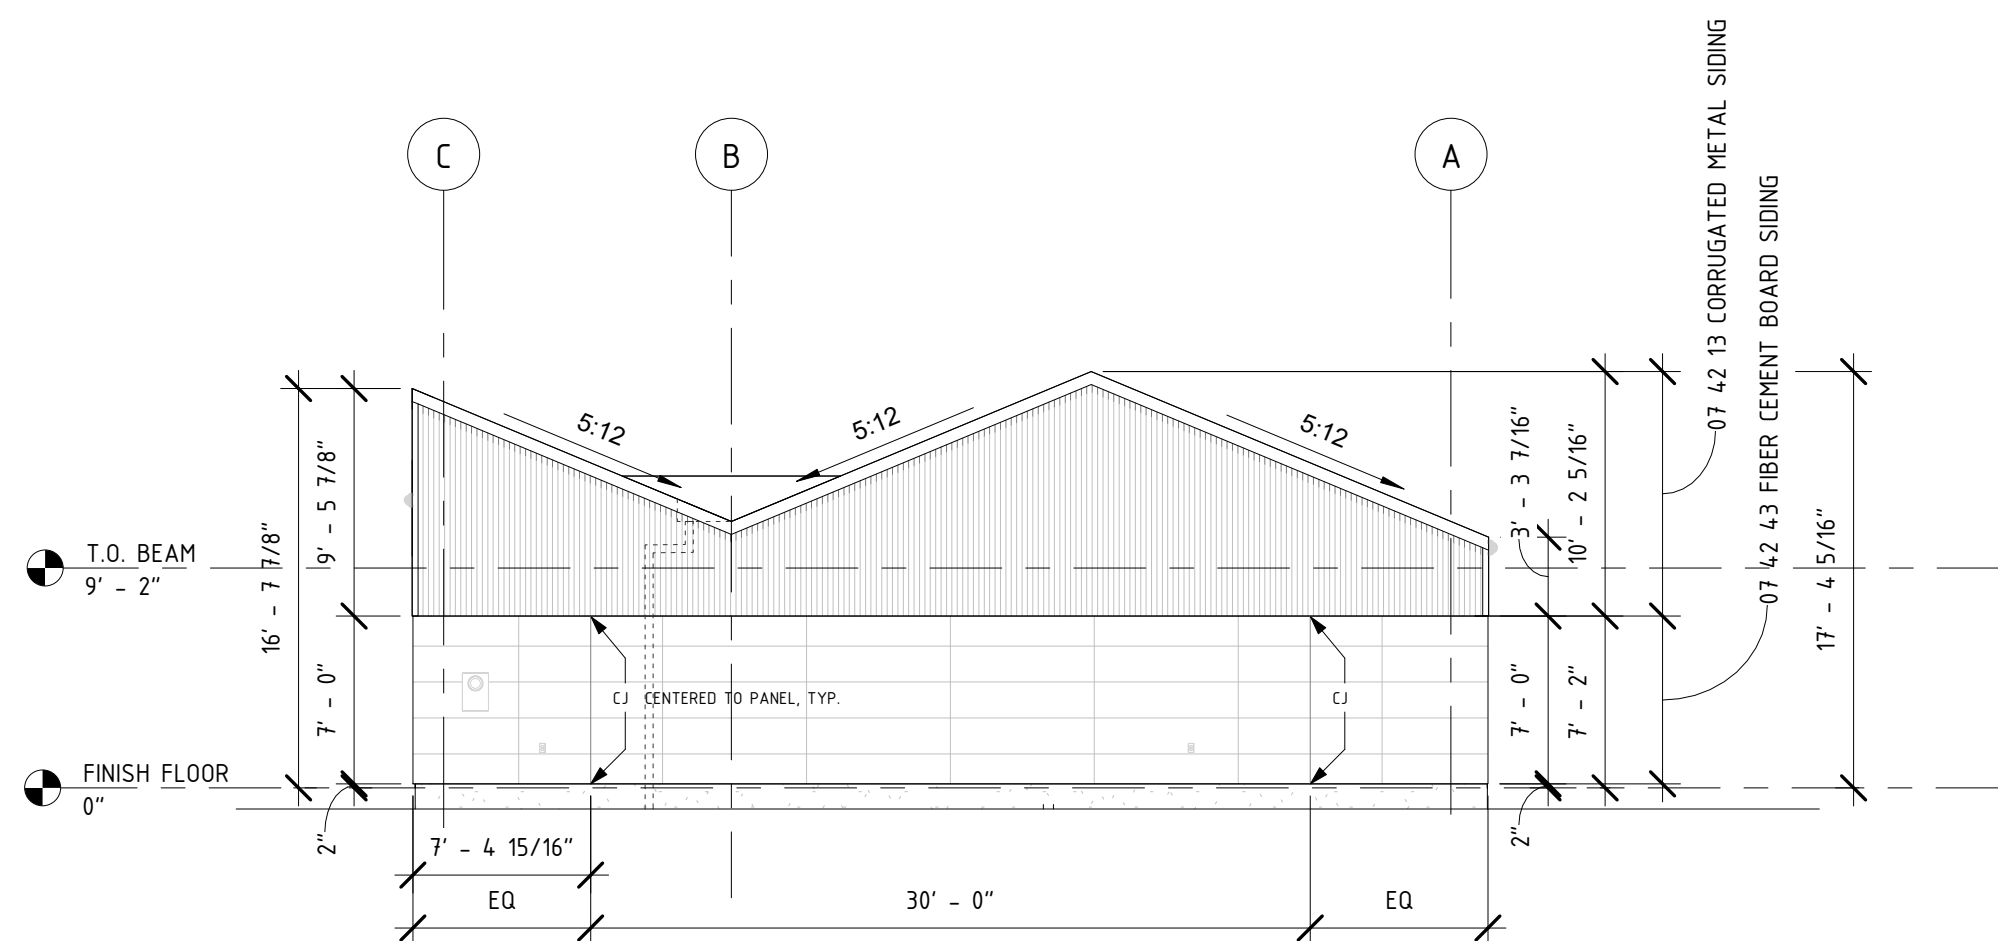 C
B
A
07 42 13 CORRUGATED METAL SIDING
07 42 43 FIBER CEMENT BOARD SIDING
5:12
5:12
5:12
T.O. BEAM
9' - 2"
FINISH FLOOR
0"
16' - 7 7/8"
9' - 5 7/8"
7' - 0"
2"
3' - 3 7/16"
10' - 2 5/16"
17' - 4 5/16"
7' - 0"
7' - 2"
2"
CJ CENTERED TO PANEL, TYP.
CJ
7' - 4 15/16"
EQ
30' - 0"
EQ